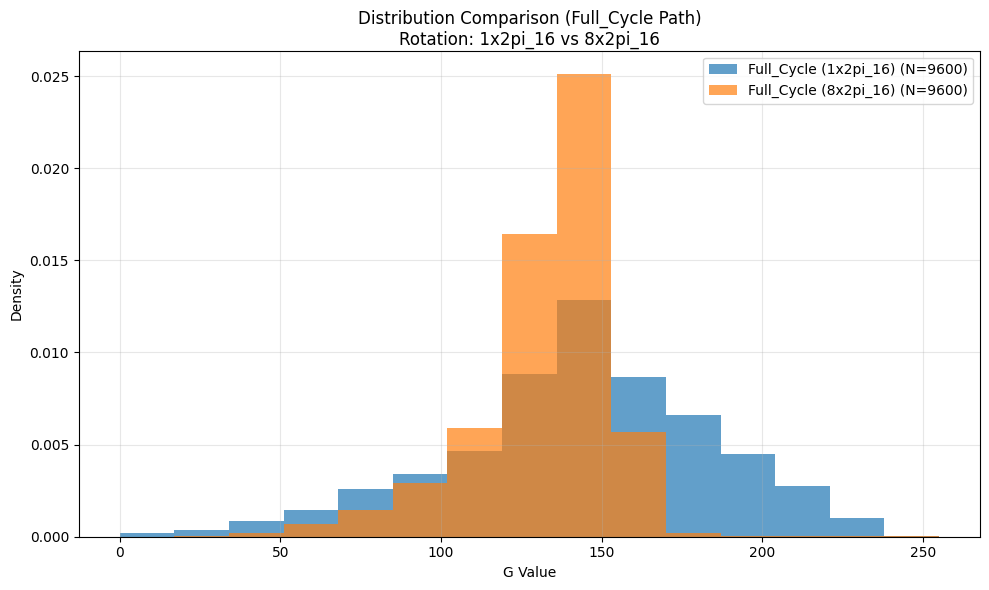 Distribution Comparison (Full_Cycle Path)
Rotation: 1x2pi_16 vs 8x2pi_16
Full_Cycle (1x2pi_16) (N=9600)
Full_Cycle (8x2pi_16) (N=9600)
0.025
0.020
0.015
0.010
0.005
0.000
Density
0 50 100 150 200 250
G Value